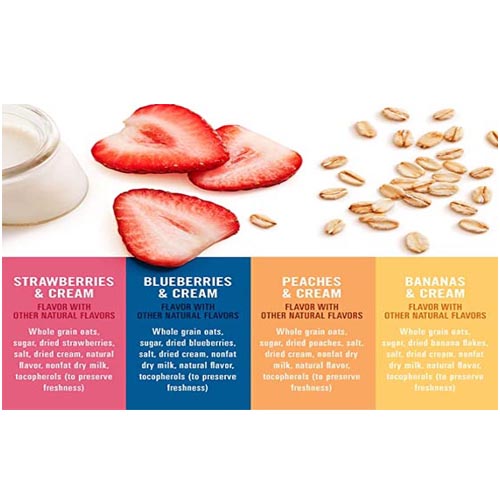 STRAWBERRIES
& CREAM
FLAVOR WITH
OTHER NATURAL FLAVORS
Whole grain oats,
sugar, dried strawberries,
salt, dried cream, natural
flavor, nonfat dry milk,
tocopherols (to preserve
freshness)
BLUEBERRIES
& CREAM
FLAVOR WITH
OTHER NATURAL FLAVORS
Whole grain oats,
sugar, dried blueberries,
salt, dried cream, nonfat
dry milk, natural flavor,
tocopherols (to preserve
freshness)
PEACHES
& CREAM
FLAVOR WITH
OTHER NATURAL FLAVORS
Whole grain oats,
sugar, dried peaches, salt,
dried cream, nonfat dry
milk, natural flavor,
tocopherols (to preserve
freshness)
BANANAS
& CREAM
FLAVOR WITH
OTHER NATURAL FLAVORS
Whole grain oats,
sugar, dried banana flakes,
salt, dried cream, nonfat
dry milk, natural flavor,
tocopherols (to preserve
freshness)